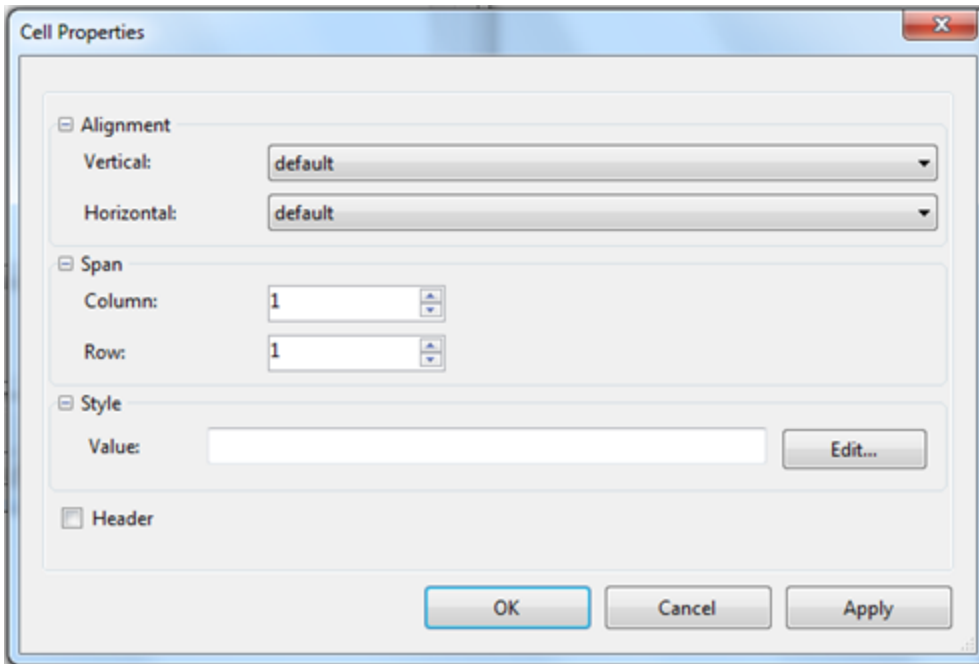 Cell Properties
Alignment
Vertical: default
Horizontal: default
Span
Column: 1
Row: 1
Style
Value: Edit...
Header
OK Cancel Apply